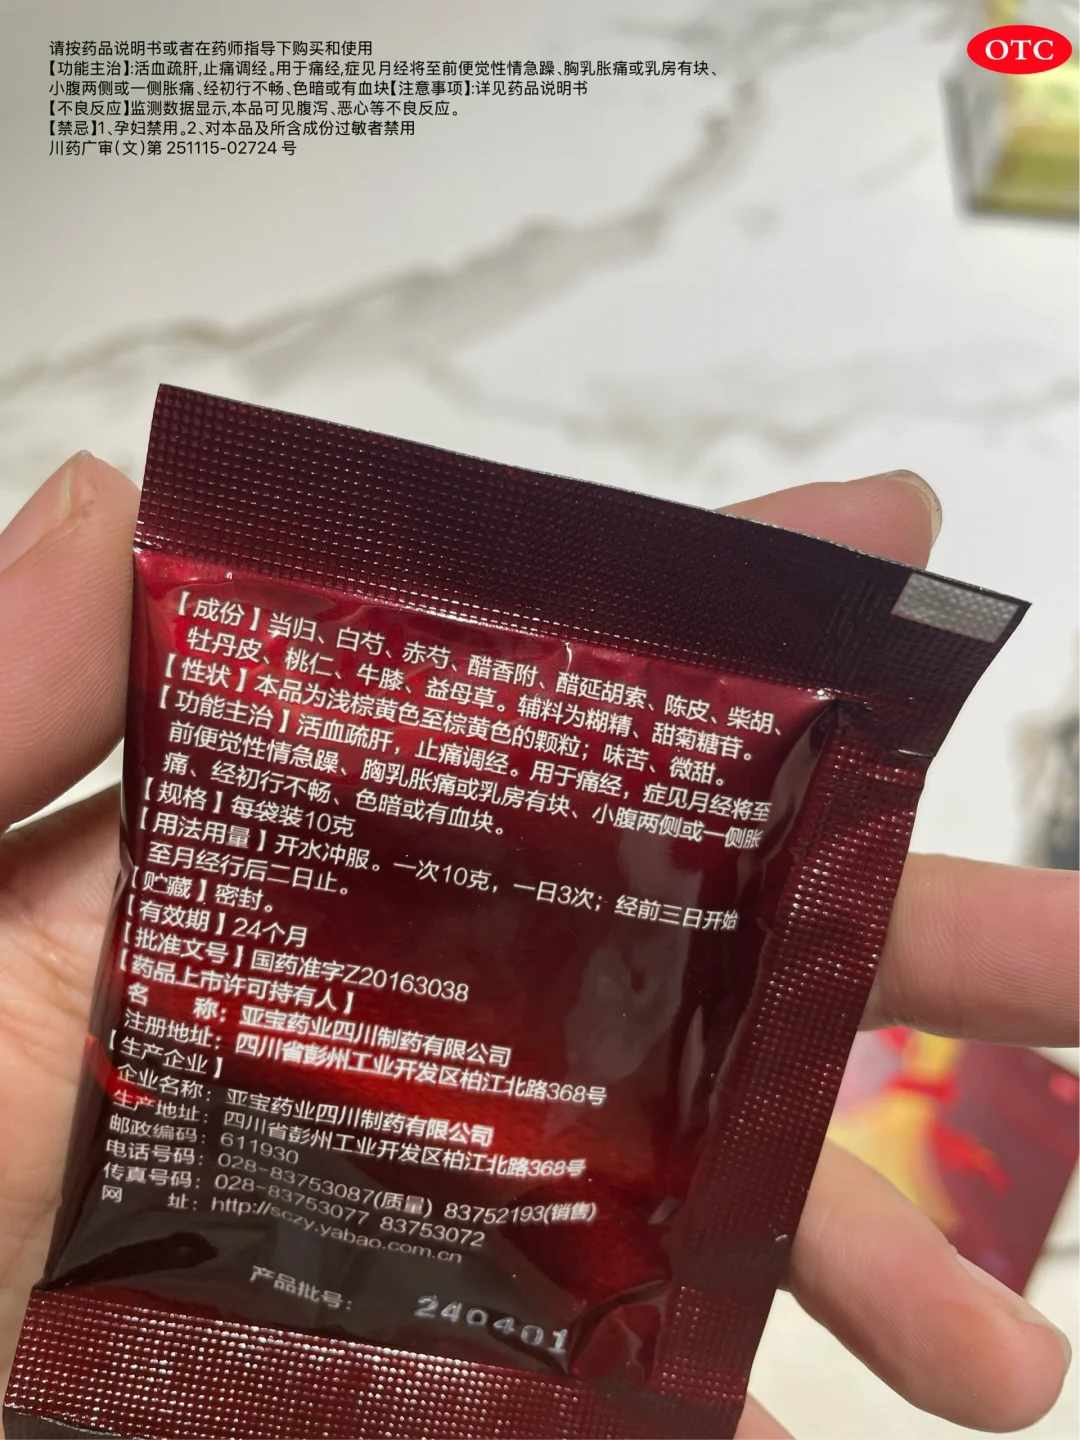 OTC
请按药品说明书或者在药师指导下购买和使用
【功能主治】:活血疏肝,止痛调经。用于痛经,症见月经将至前便觉性情急躁、胸乳胀痛或乳房有块、
小腹两侧或一侧胀痛、经初行不畅、色暗或有血块【注意事项】:详见药品说明书
【不良反应】监测数据显示,本品可见腹泻、恶心等不良反应。
【禁忌】1、孕妇禁用。2、对本品及所含成份过敏者禁用
川药广审(文)第 251115-02724 号
【成份】当归、白芍、赤芍、醋香附、醋延胡索、陈皮、柴胡、
牡丹皮、桃仁、牛膝、益母草。辅料为糊精、甜菊糖苷。
【性状】本品为浅棕黄色至棕黄色的颗粒；味苦、微甜。
【功能主治】活血疏肝，止痛调经。用于痛经，症见月经将至
前便觉性情急躁、胸乳胀痛或乳房有块、小腹两侧或一侧胀
痛、经初行不畅、色暗或有血块。
【规格】每袋装10克
【用法用量】开水冲服。一次10克，一日3次；经前三日开始
至月经行后二日止。
【贮藏】密封。
【有效期】24个月
【批准文号】国药准字Z20163038
【药品上市许可持有人】
名 称：亚宝药业四川制药有限公司
注册地址：四川省彭州工业开发区柏江北路368号
【生产企业】
企业名称：亚宝药业四川制药有限公司
生产地址：四川省彭州工业开发区柏江北路368号
邮政编码：611930
电话号码：028-83753087(质量) 83752193(销售)
传真号码：028-83753077 83753072
网 址：http://sczy.yabao.com.cn
产品批号：240401